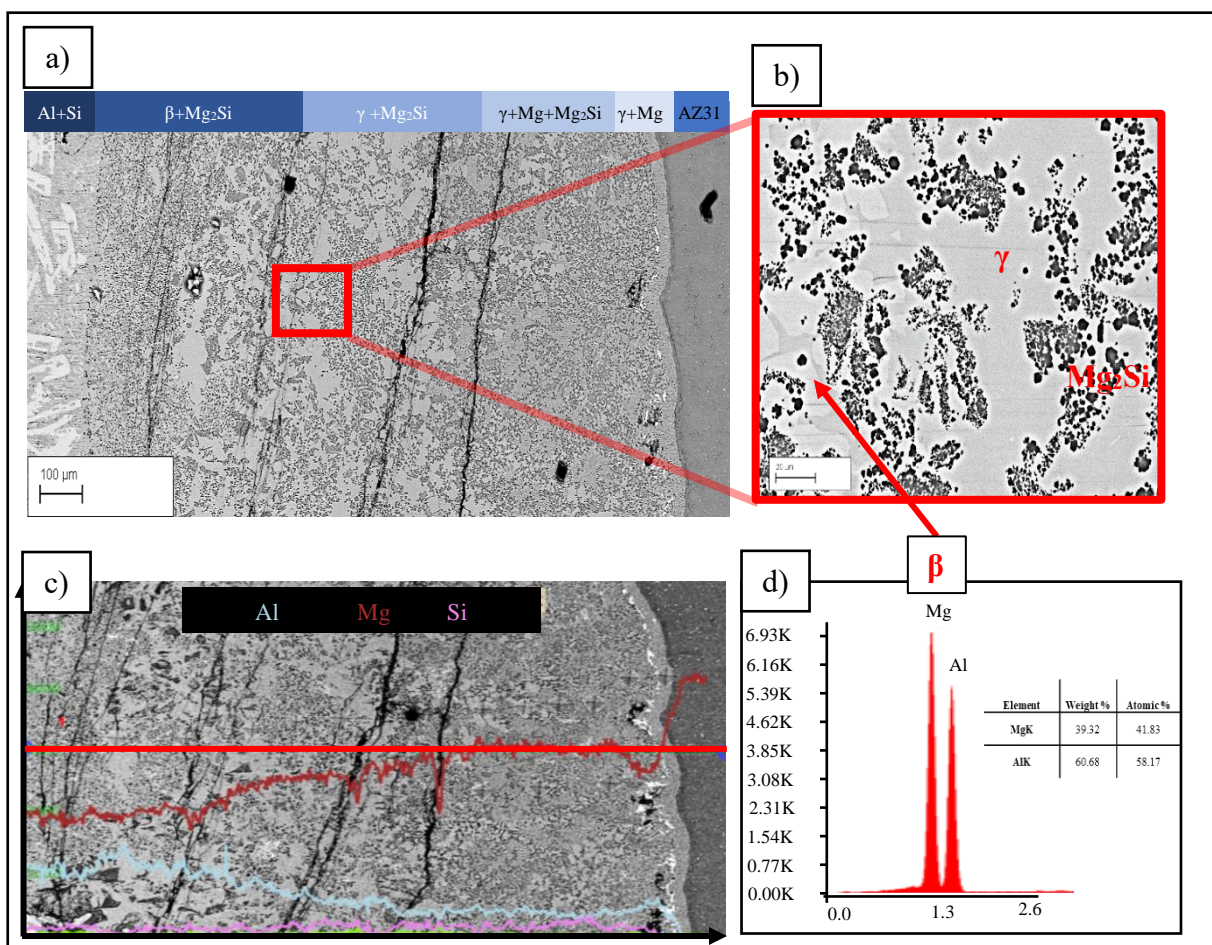 a)
Al+Si β+Mg₂Si γ +Mg₂Si γ+Mg+Mg₂Si γ+Mg AZ31
100 µm
b)
γ
Mg₂Si
20 µm
β
c)
Al Mg Si
d)
Mg
Al
6.93K
6.16K
5.39K
4.62K
3.85K
3.08K
2.31K
1.54K
0.77K
0.00K
0.0 1.3 2.6
Element Weight % Atomic %
MgK 39.32 41.83
AlK 60.68 58.17